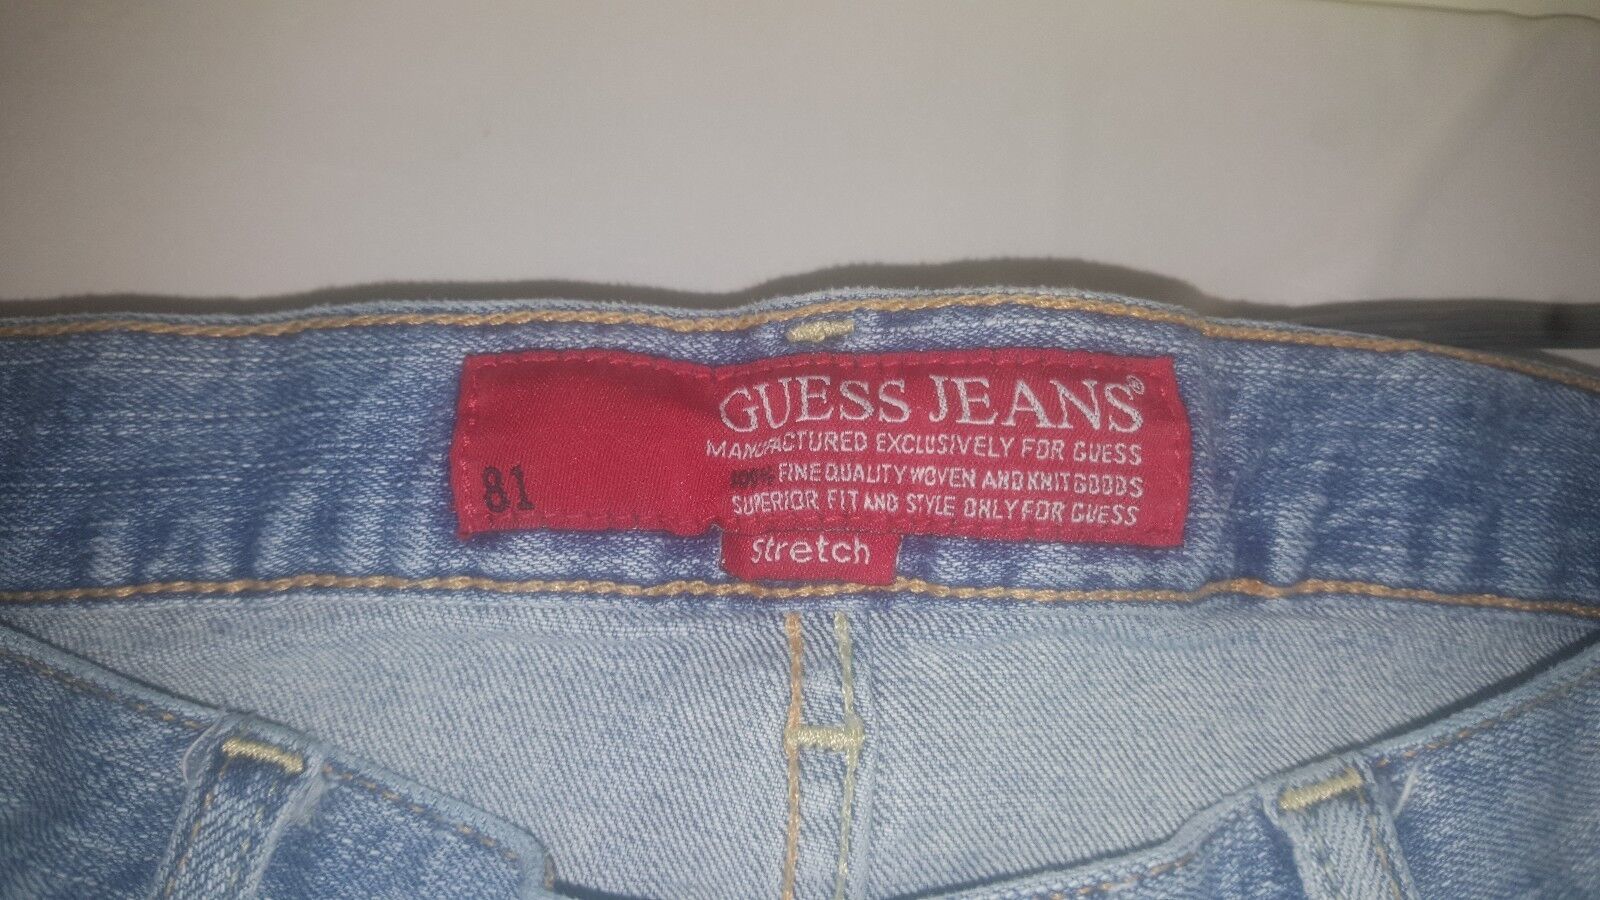 GUESS JEANS®
MANUFACTURED EXCLUSIVELY FOR GUESS
100% FINE QUALITY WOVEN AND KNIT GOODS
SUPERIOR FIT AND STYLE ONLY FOR GUESS
81
Stretch